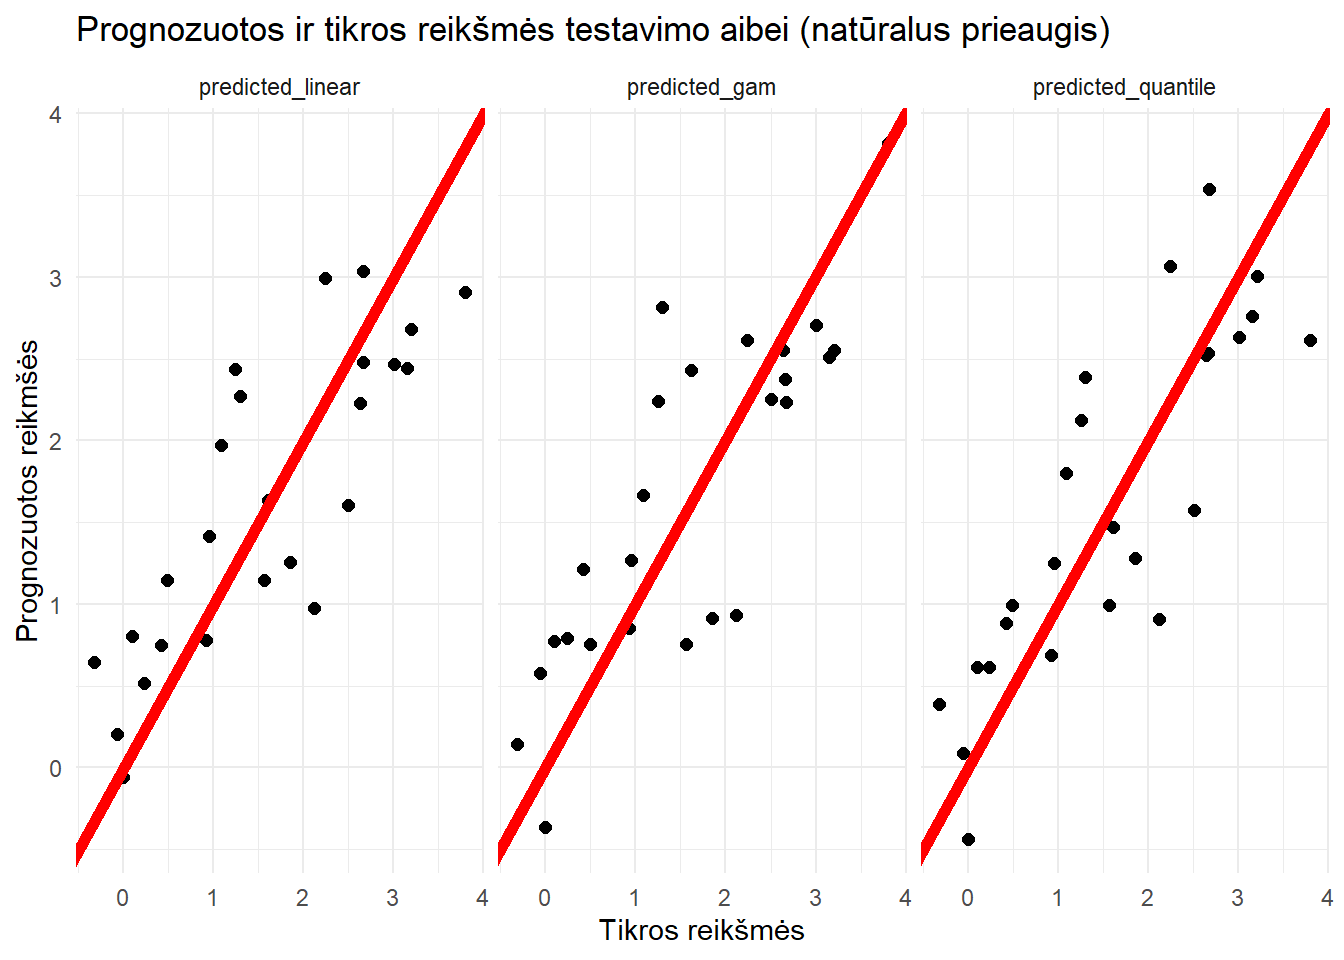 Prognozuotos ir tikros reikšmės testavimo aibei (natūralus prieaugis)
predicted_linear
predicted_gam
predicted_quantile
Prognozuotos reikmšės
4
3
2
1
0
0 1 2 3 4
0 1 2 3 4
0 1 2 3 4
Tikros reikšmės